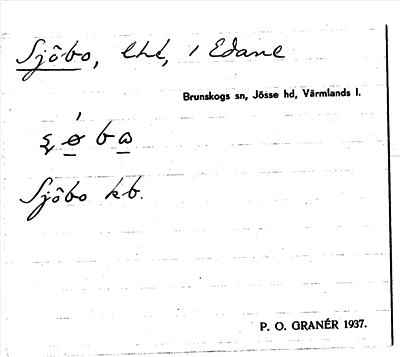 Sjöbo, lht, i Edane
Brunskogs sn, Jösse hd, Värmlands l.
Sjöbo kb.
P. O. GRANÉR 1937.